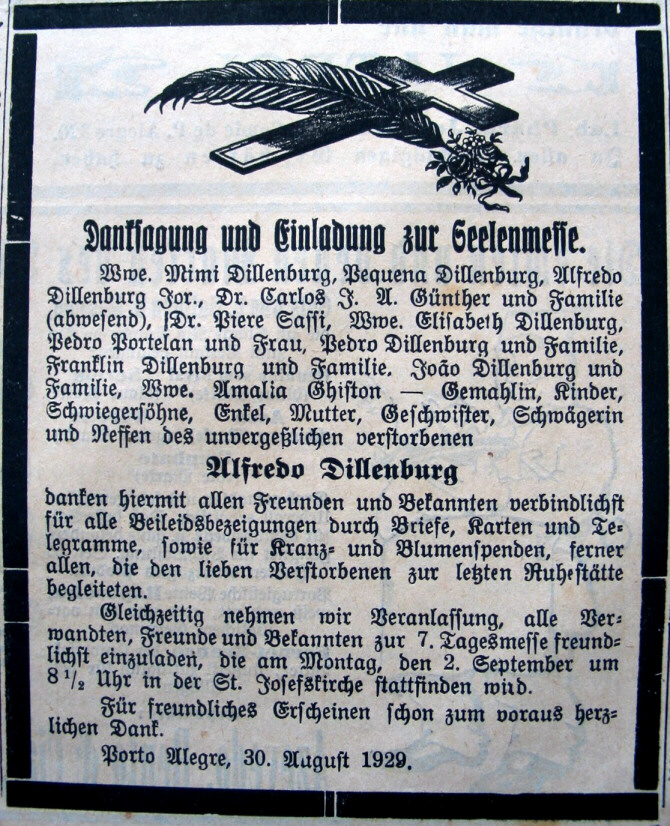 Danksagung und Einladung zur Seelenmesse.
Wwe. Mimi Dillenburg, Pequena Dillenburg, Alfredo
Dillenburg Jor., Dr. Carlos J. A. Günther und Familie
(abwesend), Dr. Piere Sassi, Wwe. Elisabeth Dillenburg,
Pedro Portelan und Frau, Pedro Dillenburg und Familie,
Franklin Dillenburg und Familie. João Dillenburg und
Familie, Wwe. Amalia Ghiston — Gemahlin, Kinder,
Schwiegersöhne, Enkel, Mutter, Geschwister, Schwägerin
und Neffen des unvergeßlichen verstorbenen
Alfredo Dillenburg
danken hiermit allen Freunden und Bekannten verbindlichst
für alle Beileidsbezeigungen durch Briefe, Karten und Te-
legramme, sowie für Kranz- und Blumenspenden, ferner
allen, die den lieben Verstorbenen zur letzten Ruhestätte
begleiteten.
Gleichzeitig nehmen wir Veranlassung, alle Ver-
wandten, Freunde und Bekannten zur 7. Tagesmesse freund-
lichst einzuladen, die am Montag, den 2. September um
8 1/2 Uhr in der St. Josefskirche stattfinden wird.
Für freundliches Erscheinen schon zum voraus herz-
lichen Dank.
Porto Alegre, 30. August 1929.